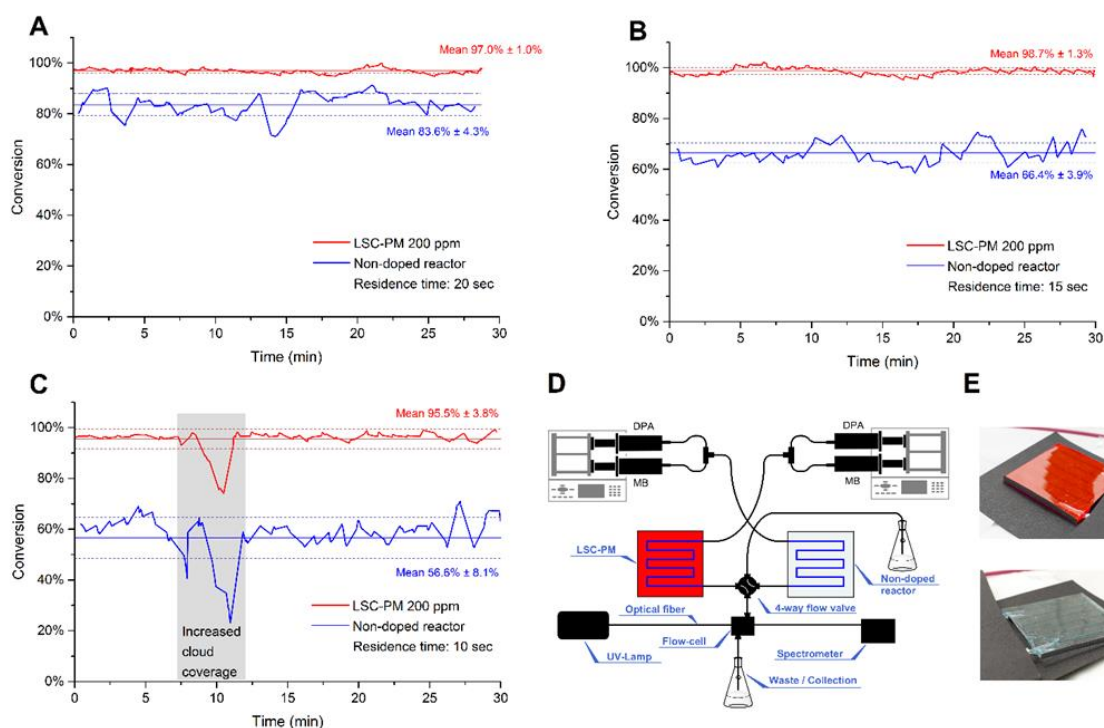 A
100%
80%
60%
40%
20%
0%
Conversion
Mean 97.0% ± 1.0%
Mean 83.6% ± 4.3%
LSC-PM 200 ppm
Non-doped reactor
Residence time: 20 sec
0 5 10 15 20 25 30
Time (min)
B
100%
80%
60%
40%
20%
0%
Conversion
Mean 98.7% ± 1.3%
Mean 66.4% ± 3.9%
LSC-PM 200 ppm
Non-doped reactor
Residence time: 15 sec
0 5 10 15 20 25 30
Time (min)
C
100%
80%
60%
40%
20%
0%
Conversion
Mean 95.5% ± 3.8%
Mean 56.6% ± 8.1%
LSC-PM 200 ppm
Non-doped reactor
Residence time: 10 sec
Increased
cloud
coverage
0 5 10 15 20 25 30
Time (min)
D
DPA
MB
DPA
MB
LSC-PM
Non-doped
reactor
4-way flow valve
Optical fiber
Flow-cell
UV-Lamp
Spectrometer
Waste / Collection
E